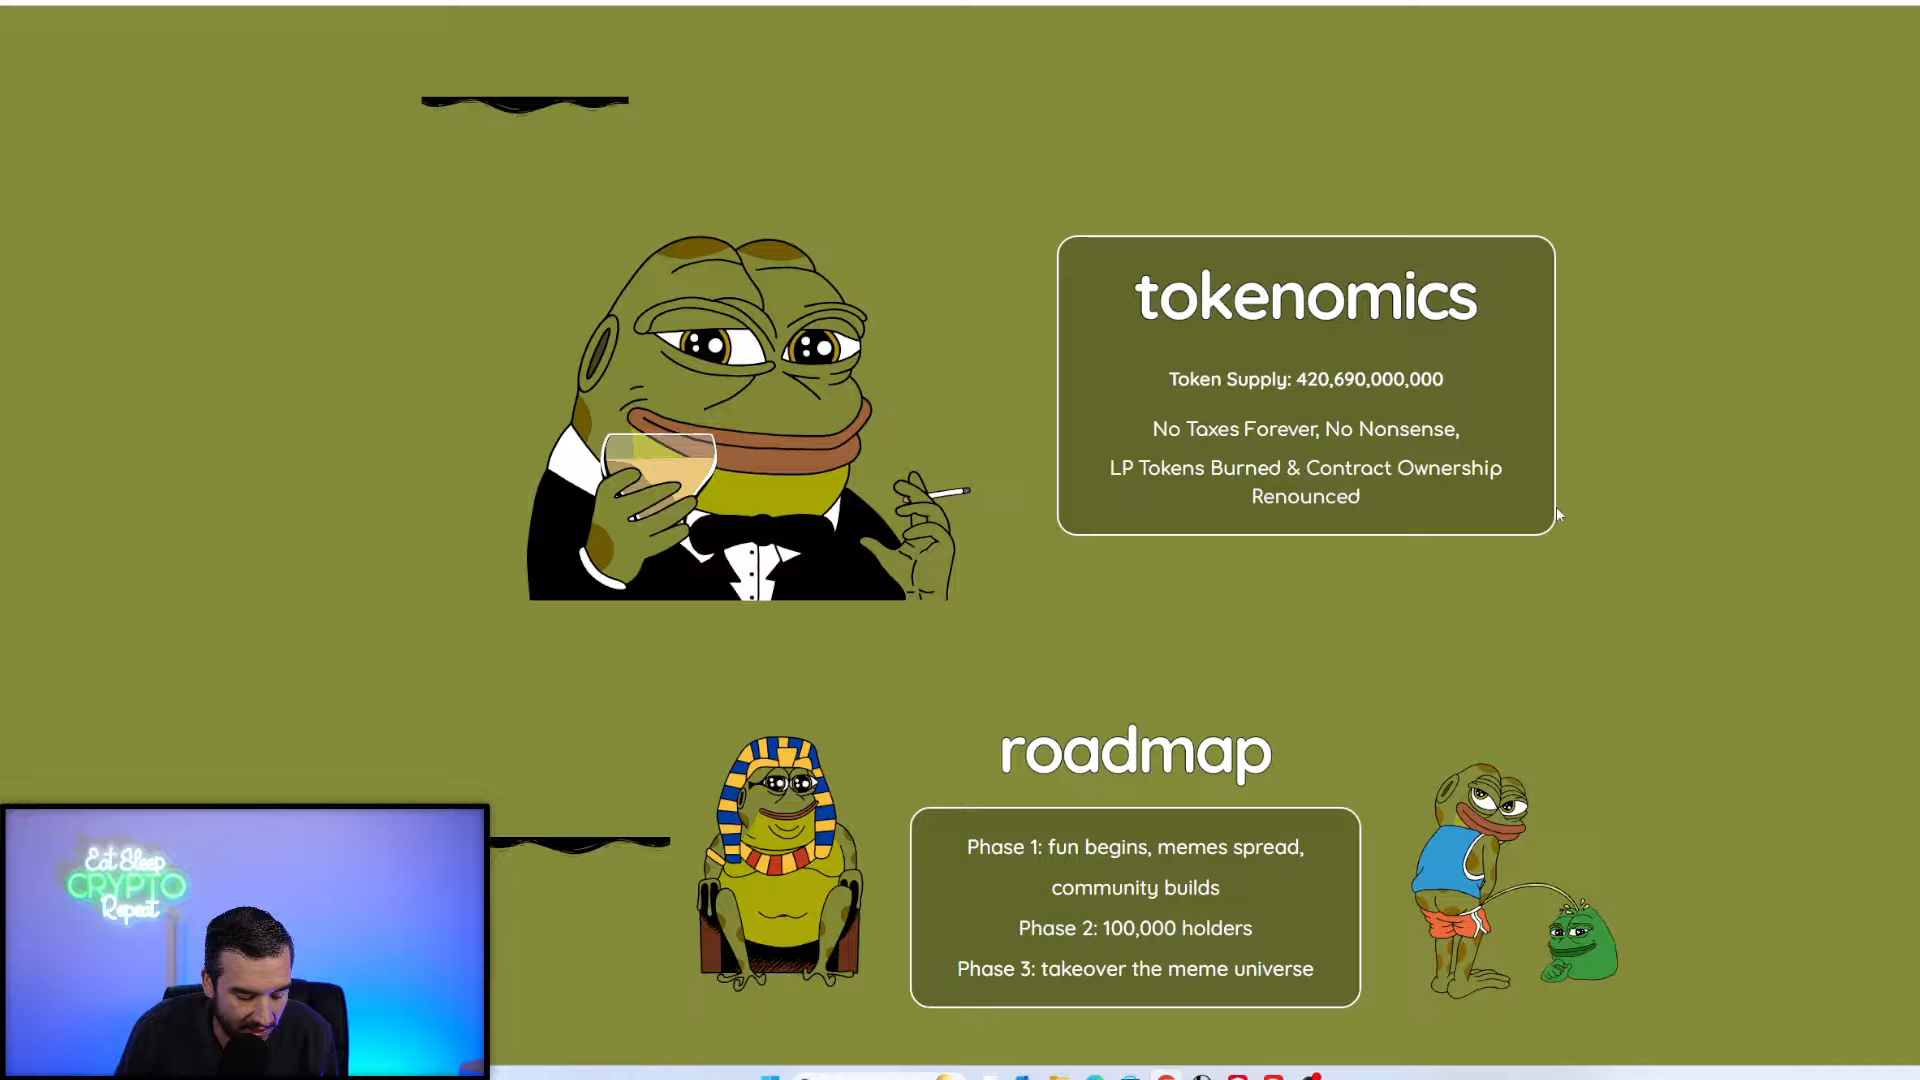 tokenomics
Token Supply: 420,690,000,000
No Taxes Forever, No Nonsense,
LP Tokens Burned & Contract Ownership
Renounced
roadmap
Phase 1: fun begins, memes spread,
community builds
Phase 2: 100,000 holders
Phase 3: takeover the meme universe
Eat Sleep
CRYPTO
Repeat